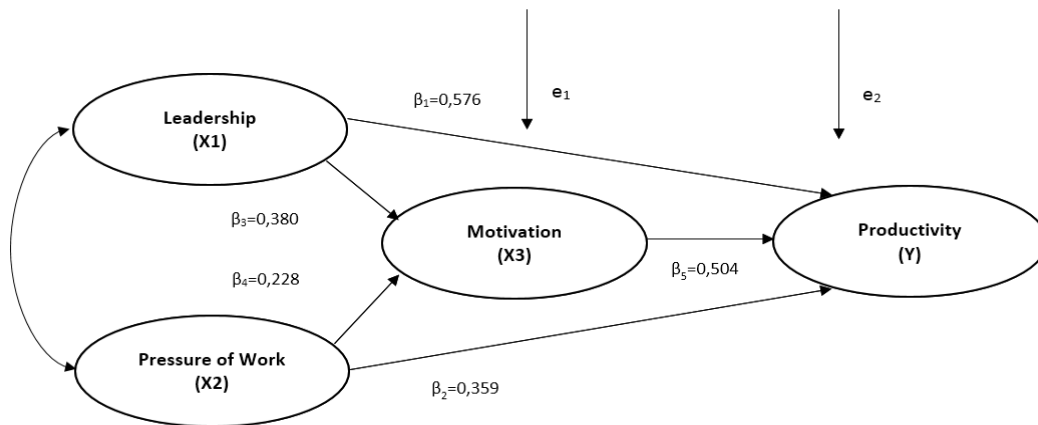 β₁=0,576
e₁
e₂
Leadership
(X1)
β₃=0,380
Motivation
(X3)
Productivity
(Y)
β₄=0,228
β₅=0,504
Pressure of Work
(X2)
β₂=0,359